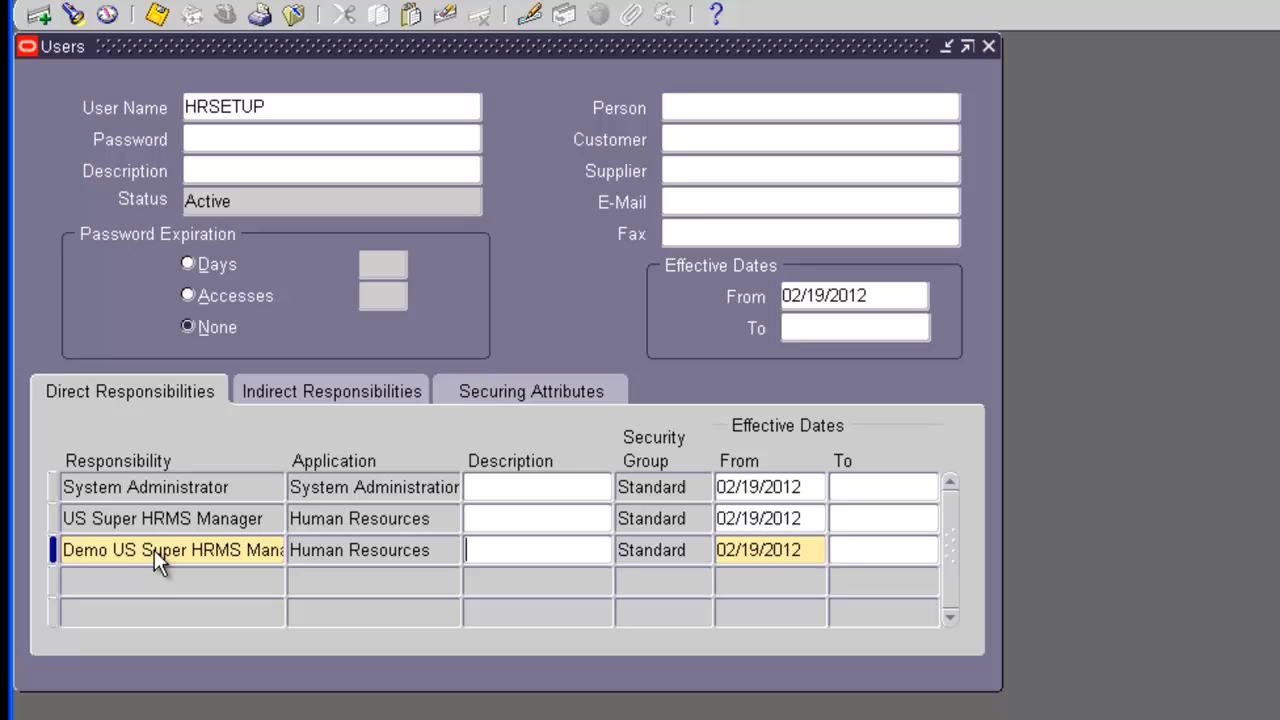 Users
User Name HRSETUP
Password
Description
Status Active
Person
Customer
Supplier
E-Mail
Fax
Password Expiration
Days
Accesses
None
Effective Dates
From 02/19/2012
To
Direct Responsibilities Indirect Responsibilities Securing Attributes
Effective Dates
Responsibility Application Description Security Group From To
System Administrator System Administration Standard 02/19/2012
US Super HRMS Manager Human Resources Standard 02/19/2012
Demo US Super HRMS Mana Human Resources Standard 02/19/2012